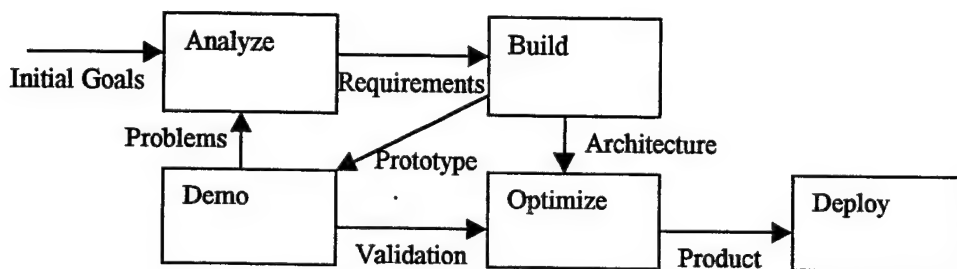 Analyze
Build
Initial Goals
Requirements
Problems
Prototype
Architecture
Demo
Optimize
Deploy
Validation
Product